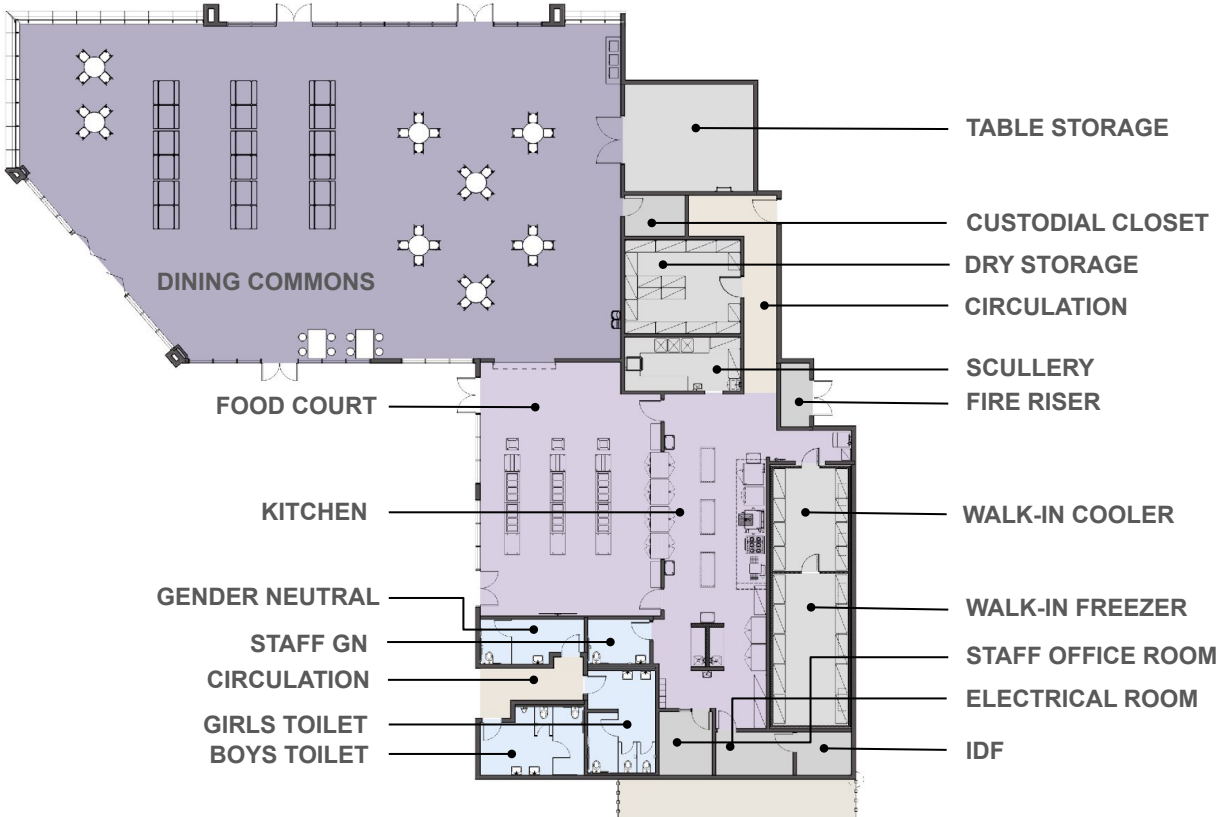 TABLE STORAGE
CUSTODIAL CLOSET
DRY STORAGE
DINING COMMONS
CIRCULATION
SCULLERY
FOOD COURT
FIRE RISER
KITCHEN
WALK-IN COOLER
GENDER NEUTRAL
WALK-IN FREEZER
STAFF GN
STAFF OFFICE ROOM
CIRCULATION
ELECTRICAL ROOM
GIRLS TOILET
BOYS TOILET
IDF